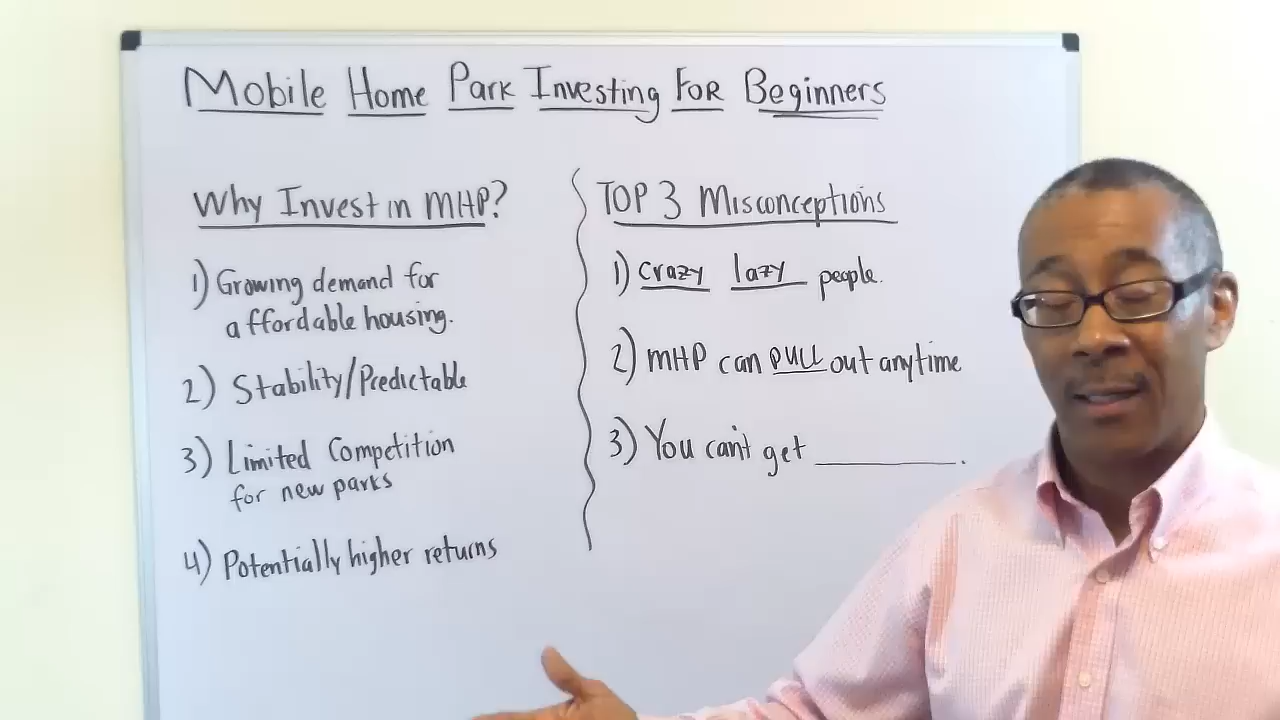 Mobile Home Park Investing For Beginners
Why Invest in MHP?
1) Growing demand for
affordable housing.
2) Stability/Predictable
3) Limited Competition
for new parks
4) Potentially higher returns
TOP 3 Misconceptions
1) crazy lazy people.
2) MHP can PULL out anytime
3) You can't get ________.